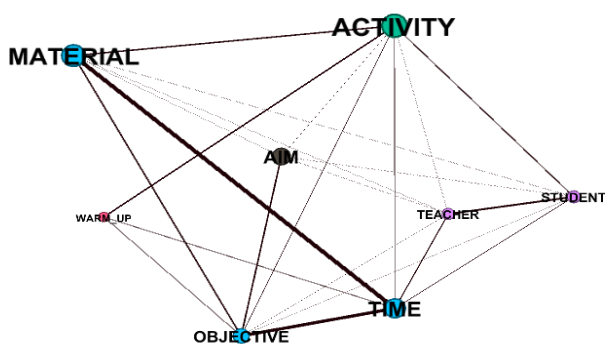 ACTIVITY
MATERIAL
AIM
STUDENT
TEACHER
WARM_UP
TIME
OBJECTIVE